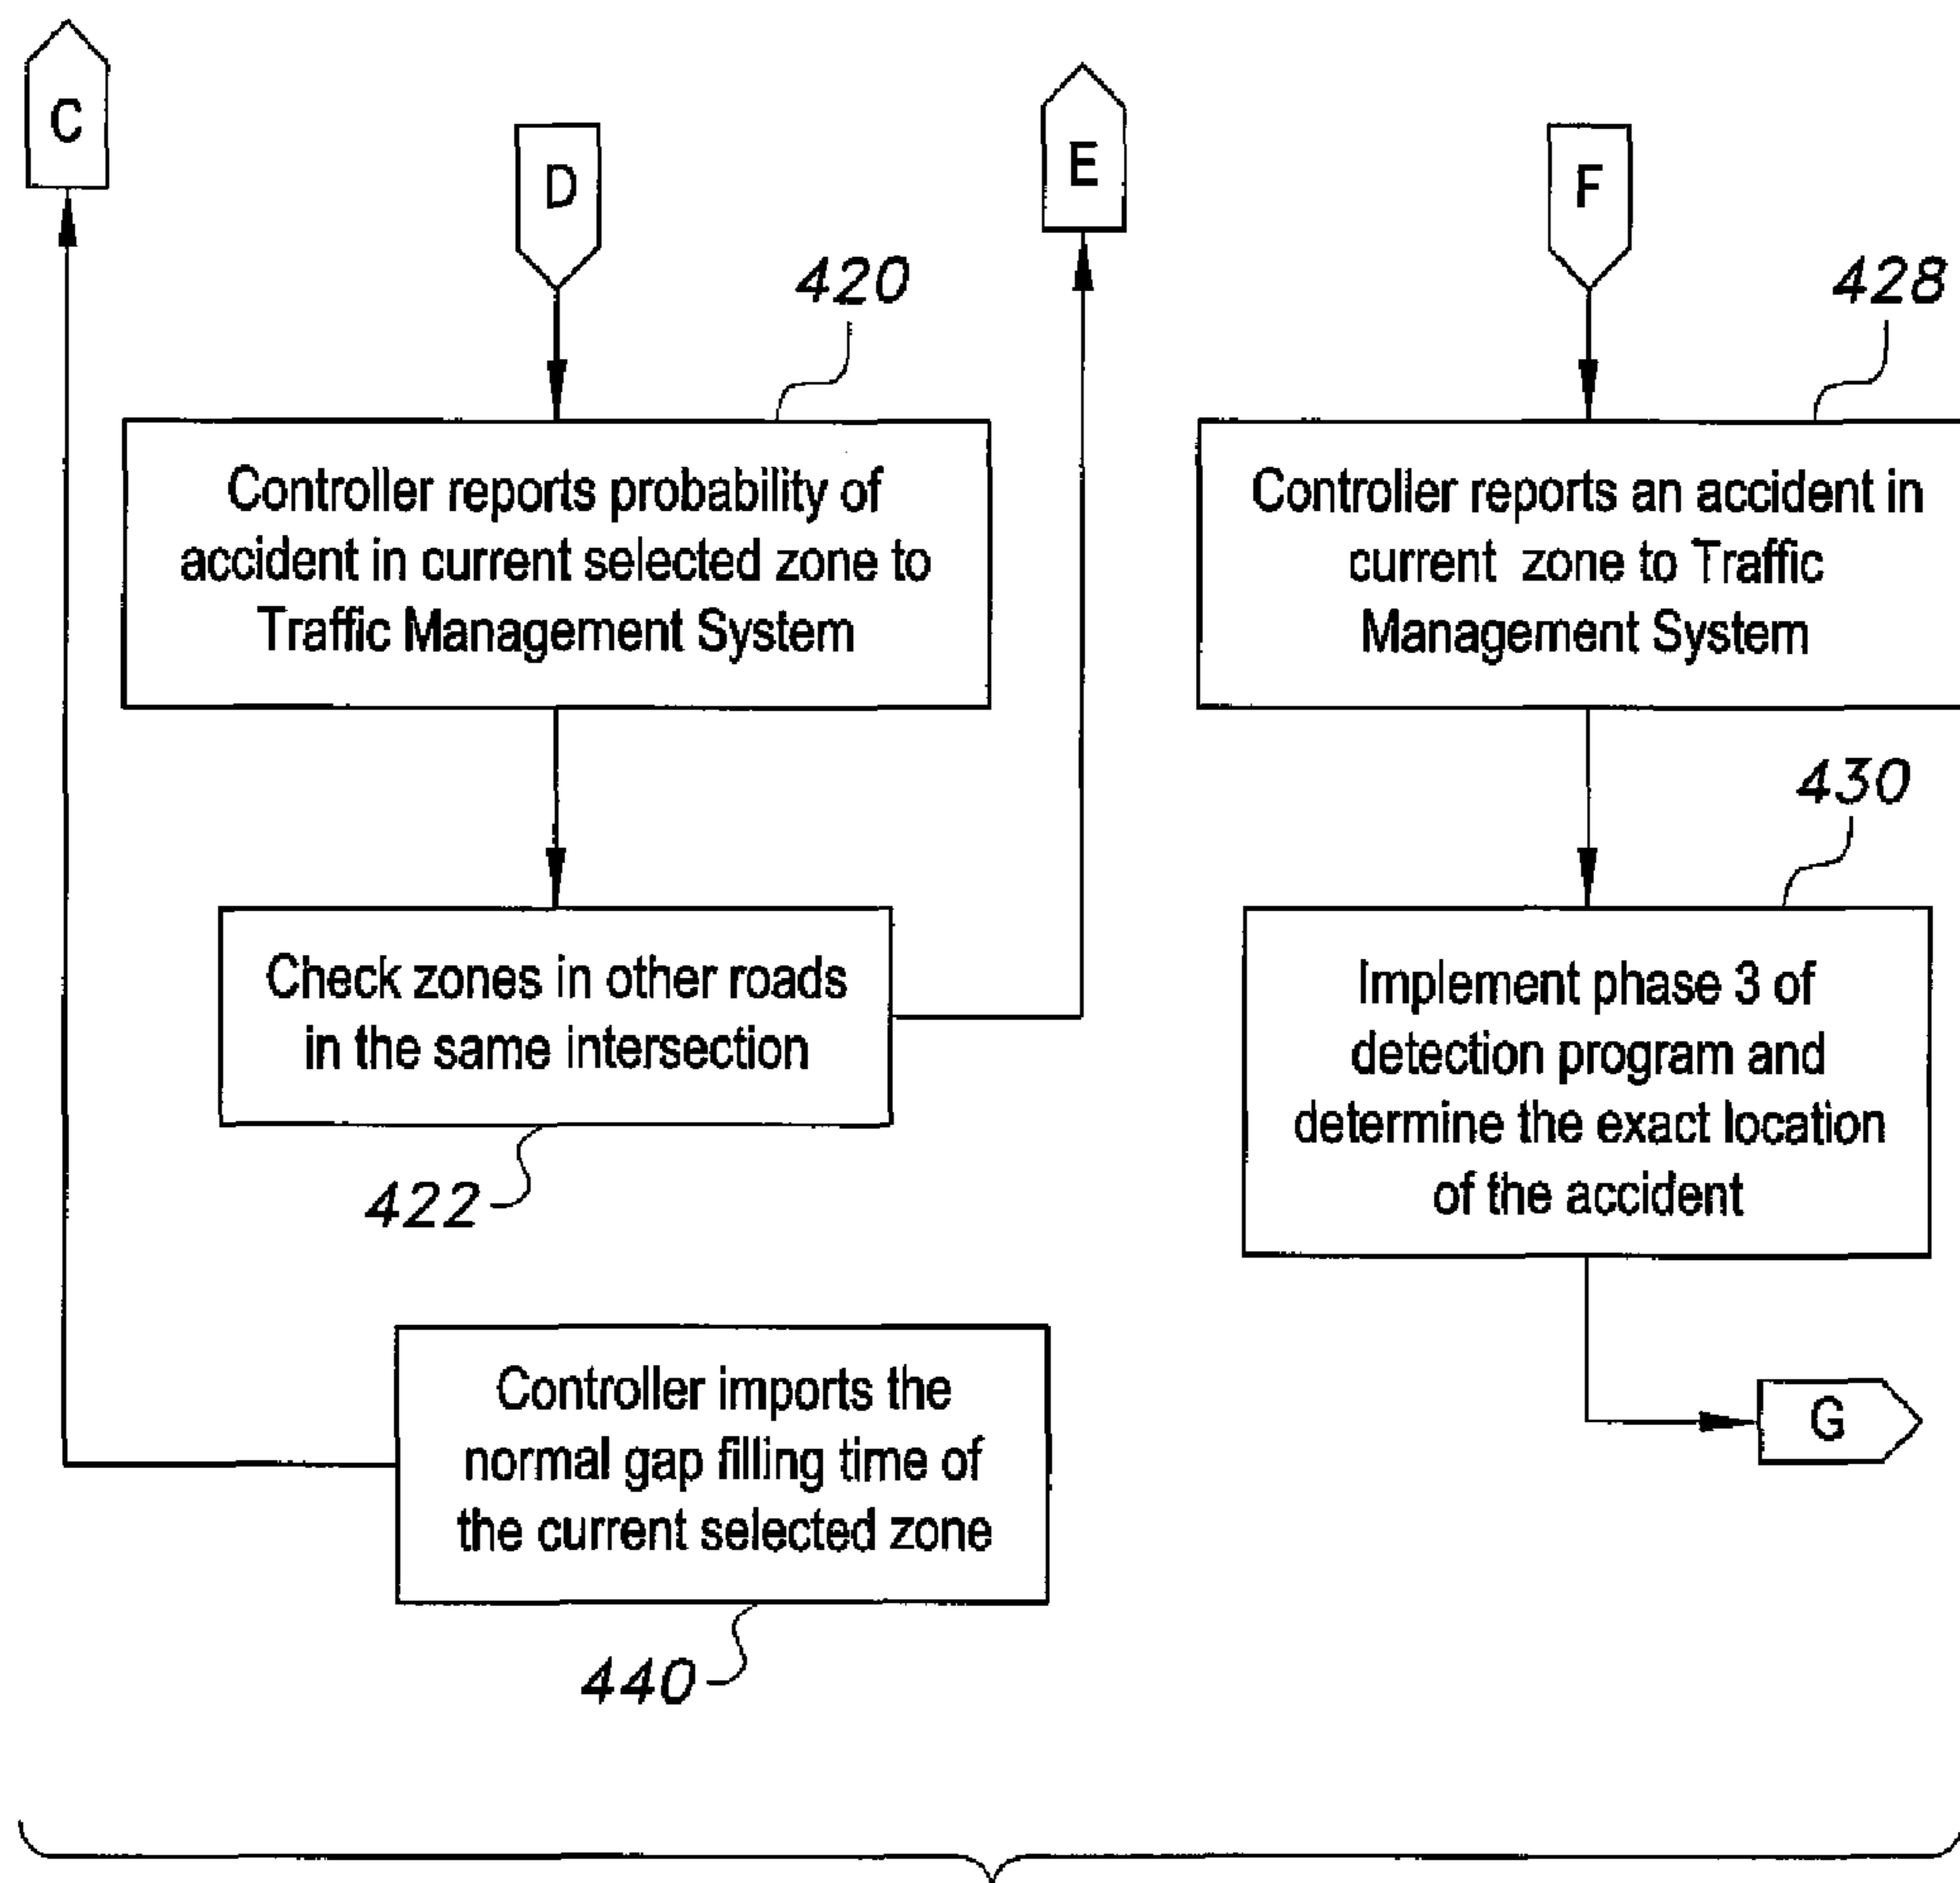 C
D
E
F
420
428
Controller reports probability of
accident in current selected zone to
Traffic Management System
Controller reports an accident in
current zone to Traffic
Management System
430
Check zones in other roads
in the same intersection
422
Implement phase 3 of
detection program and
determine the exact location
of the accident
Controller imports the
normal gap filling time of
the current selected zone
440
G